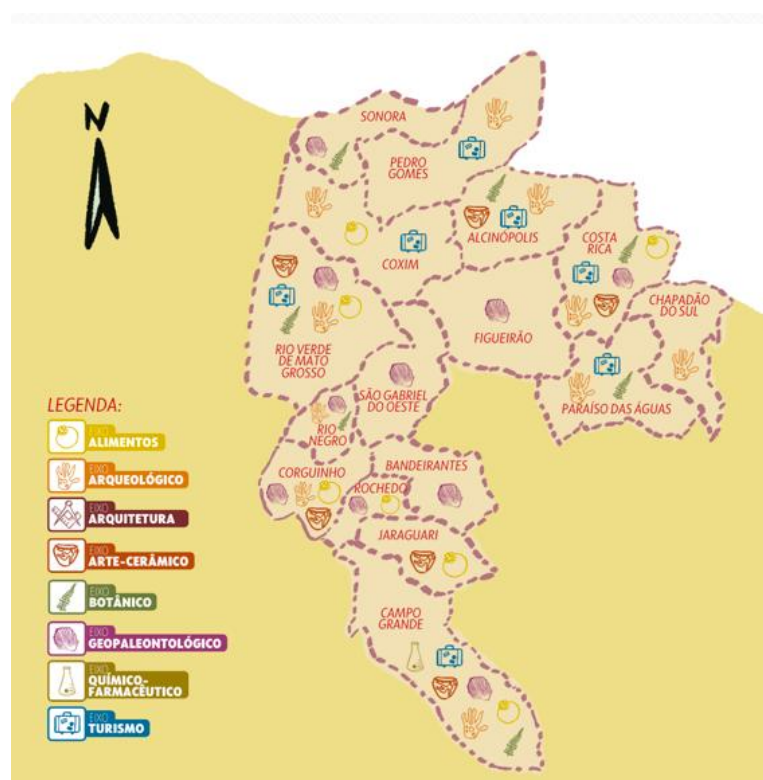 N
SONORA
PEDRO
GOMES
ALCINÓPOLIS
COSTA
RICA
COXIM
CHAPADÃO
DO SUL
FIGUEIRÃO
RIO VERDE
DE MATO
GROSSO
SÃO GABRIEL
DO OESTE
PARAÍSO DAS ÁGUAS
RIO
NEGRO
CORGUINHO
BANDEIRANTES
ROCHEDO
JARAGUARI
CAMPO
GRANDE
LEGENDA:
EIXO
ALIMENTOS
EIXO
ARQUEOLÓGICO
EIXO
ARQUITETURA
EIXO
ARTE-CERÂMICO
EIXO
BOTÂNICO
EIXO
GEOPALEONTOLÓGICO
EIXO
QUÍMICO-
FARMACÊUTICO
EIXO
TURISMO